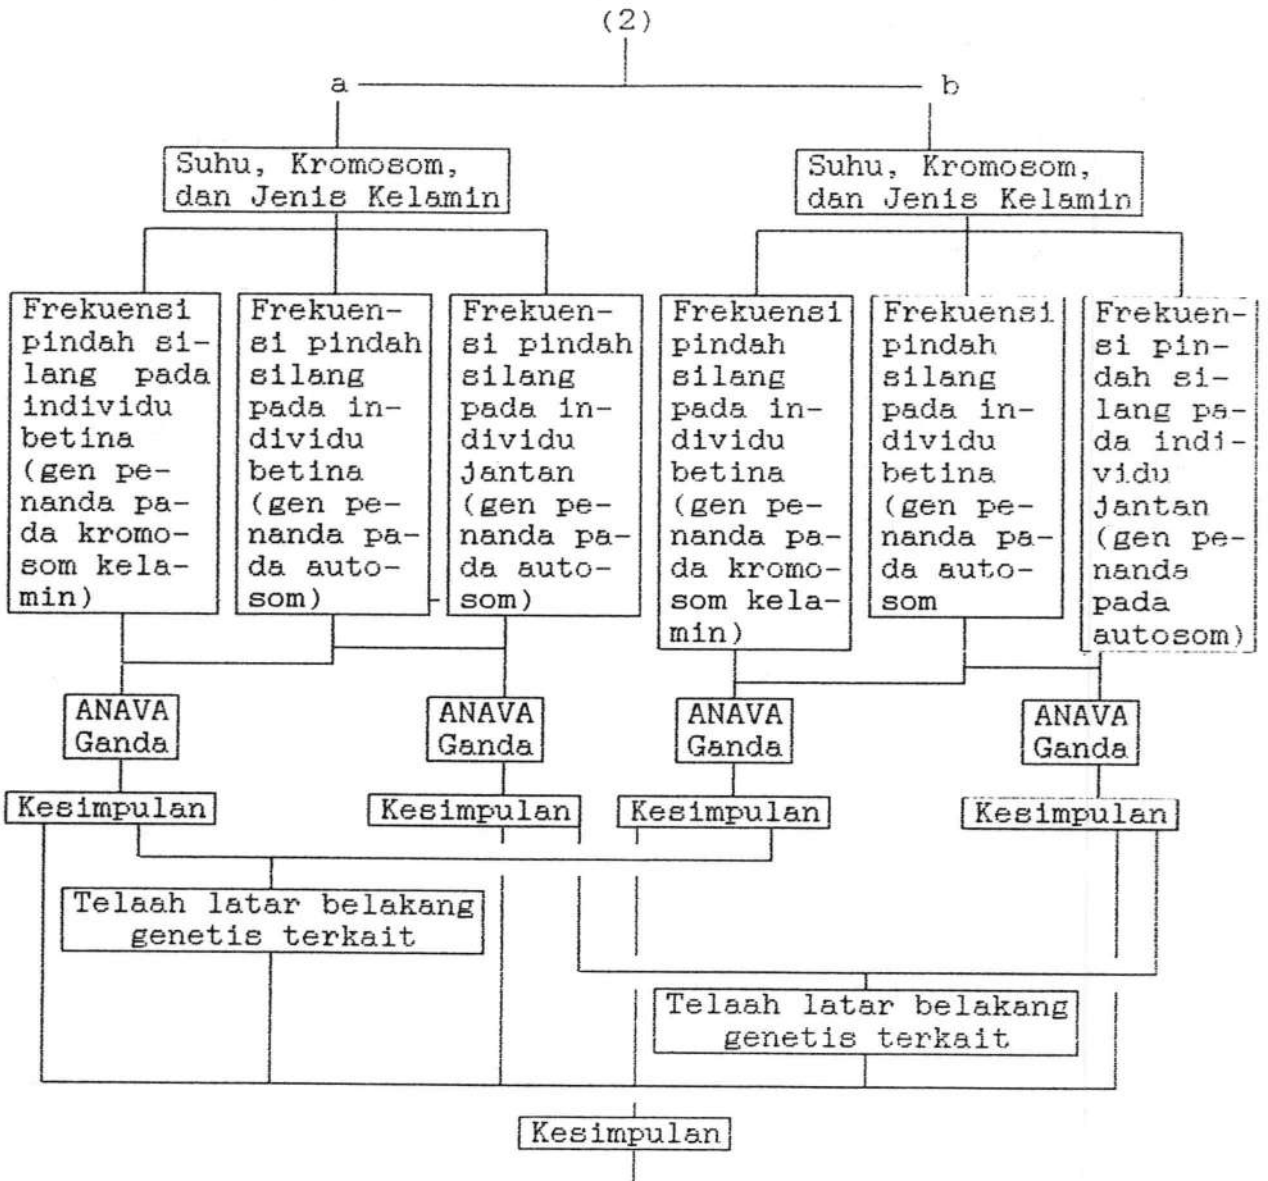 (2)
a
b
Suhu, Kromosom,
dan Jenis Kelamin
Suhu, Kromosom,
dan Jenis Kelamin
Frekuensi
pindah si-
lang pada
individu
betina
(gen pe-
nanda pa-
da kromo-
som kela-
min)
Frekuen-
si pindah
silang
pada in-
dividu
betina
(gen pe-
nanda pa-
da auto-
som)
Frekuen-
si pindah
silang
pada in-
dividu
jantan
(gen pe-
nanda pa-
da auto-
som)
Frekuensi
pindah
silang
pada in-
dividu
betina
(gen pe-
nanda pa-
da kromo-
som kela-
min)
Frekuensi
pindah
silang
pada in-
dividu
betina
(gen pe-
nanda pa-
da auto-
som
Frekuen-
si pin-
dah si-
lang pa-
da indi-
vidu
jantan
(gen pe-
nanda
pada
autosom)
ANAVA
Ganda
ANAVA
Ganda
ANAVA
Ganda
ANAVA
Ganda
Kesimpulan
Kesimpulan
Kesimpulan
Kesimpulan
Telaah latar belakang
genetis terkait
Telaah latar belakang
genetis terkait
Kesimpulan